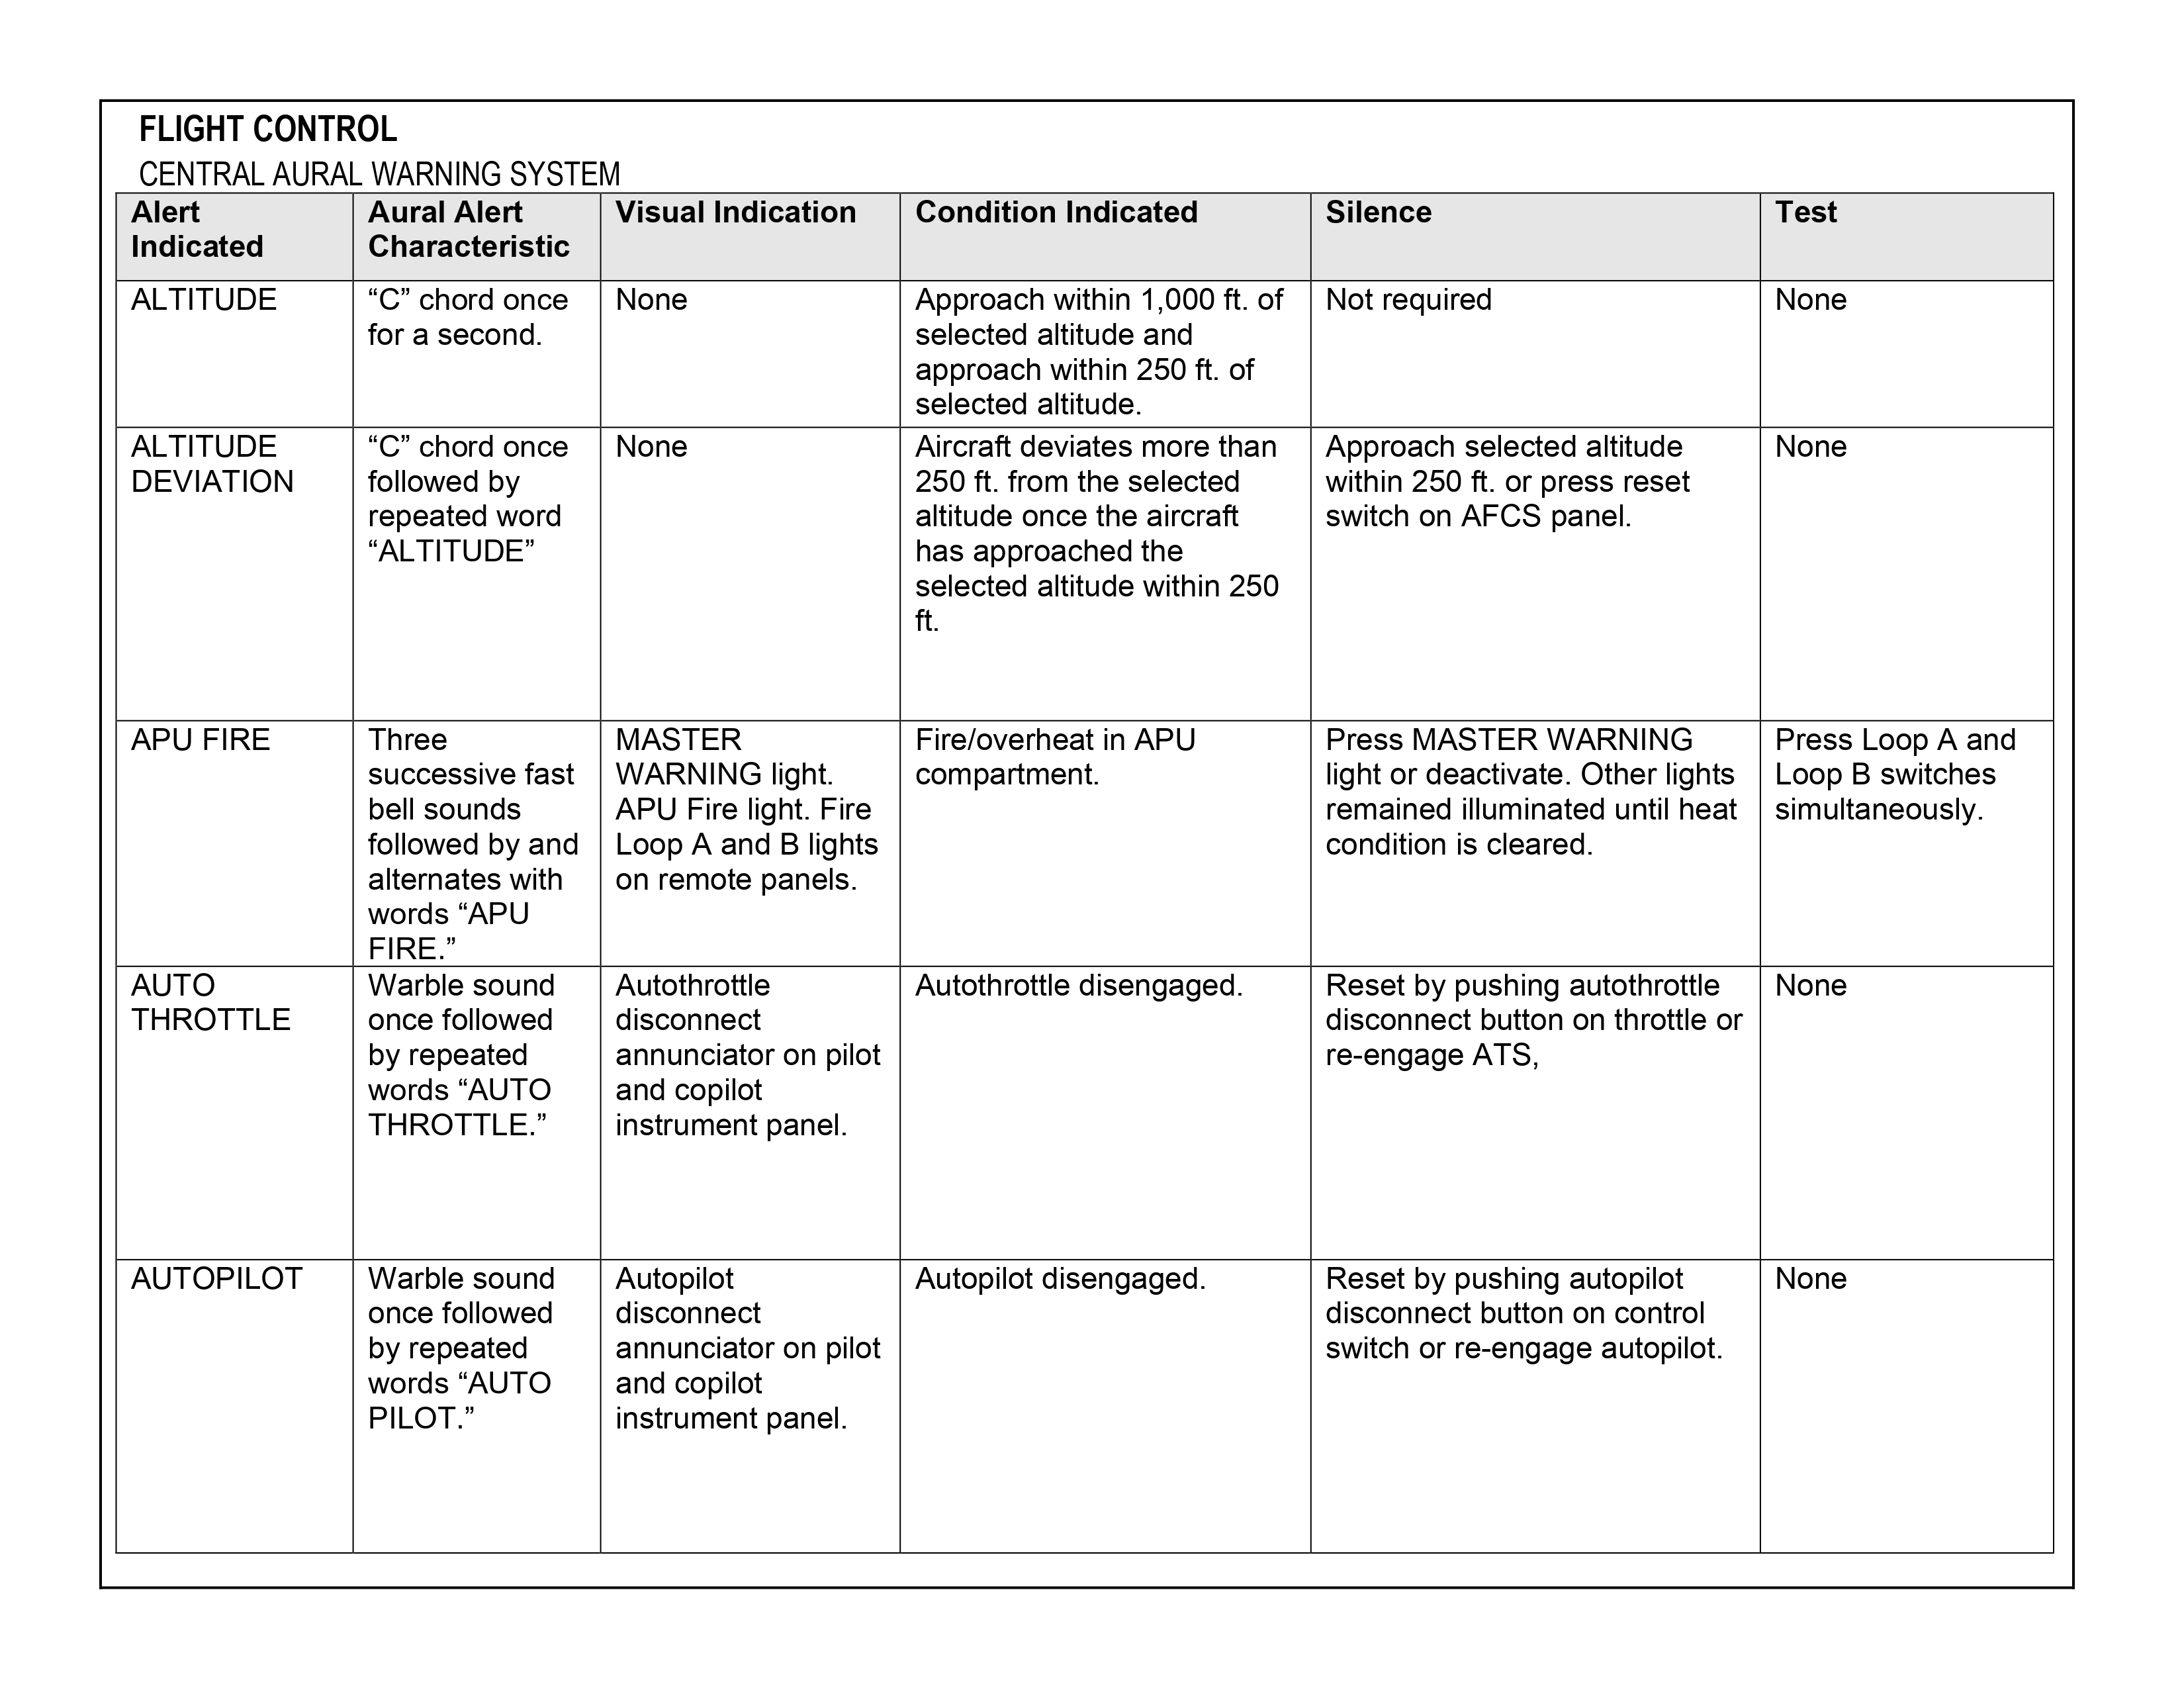 FLIGHT CONTROL
CENTRAL AURAL WARNING SYSTEM
Alert
Indicated
Aural Alert
Characteristic
Visual Indication
Condition Indicated
Silence
Test
ALTITUDE
“C” chord once
for a second.
None
Approach within 1,000 ft. of
selected altitude and
approach within 250 ft. of
selected altitude.
Not required
None
ALTITUDE
DEVIATION
“C” chord once
followed by
repeated word
“ALTITUDE”
None
Aircraft deviates more than
250 ft. from the selected
altitude once the aircraft
has approached the
selected altitude within 250
ft.
Approach selected altitude
within 250 ft. or press reset
switch on AFCS panel.
None
APU FIRE
Three
successive fast
bell sounds
followed by and
alternates with
words “APU
FIRE.”
MASTER
WARNING light.
APU Fire light. Fire
Loop A and B lights
on remote panels.
Fire/overheat in APU
compartment.
Press MASTER WARNING
light or deactivate. Other lights
remained illuminated until heat
condition is cleared.
Press Loop A and
Loop B switches
simultaneously.
AUTO
THROTTLE
Warble sound
once followed
by repeated
words “AUTO
THROTTLE.”
Autothrottle
disconnect
annunciator on pilot
and copilot
instrument panel.
Autothrottle disengaged.
Reset by pushing autothrottle
disconnect button on throttle or
re-engage ATS,
None
AUTOPILOT
Warble sound
once followed
by repeated
words “AUTO
PILOT.”
Autopilot
disconnect
annunciator on pilot
and copilot
instrument panel.
Autopilot disengaged.
Reset by pushing autopilot
disconnect button on control
switch or re-engage autopilot.
None